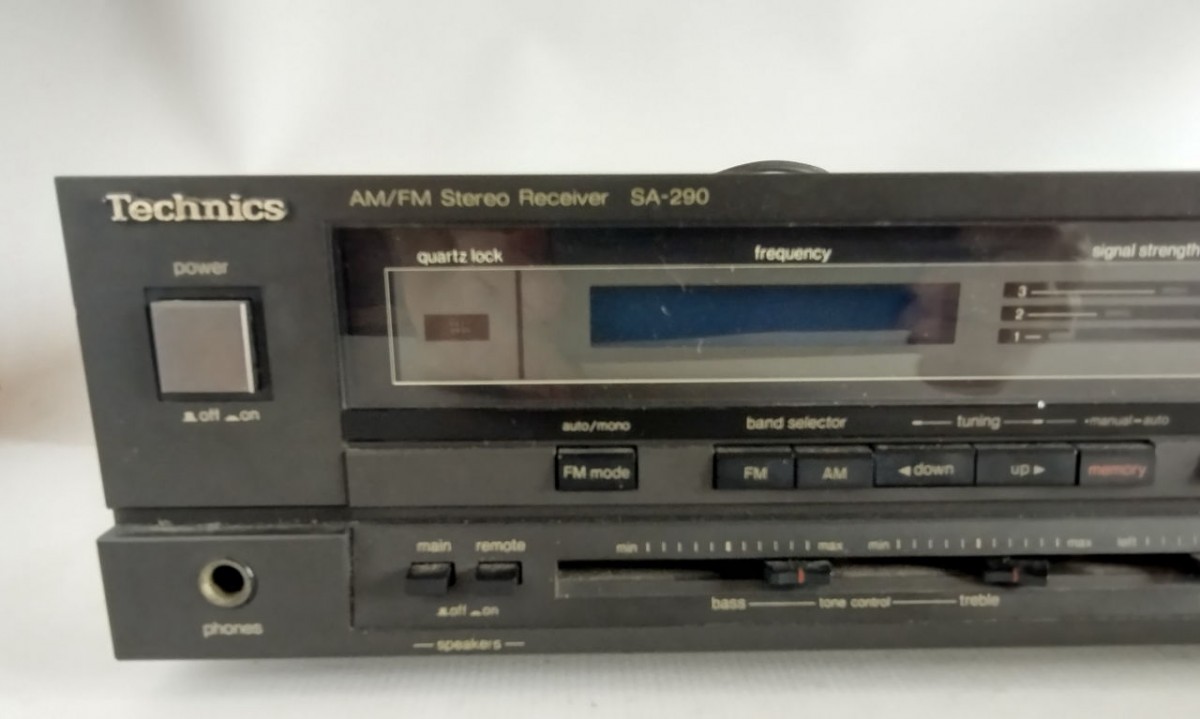 Technics
AM/FM Stereo Receiver SA-290
power
off on
quartz lock
frequency
signal strength
3
2
1
auto/mono
band selector
tuning
manual auto
FM mode
FM
AM
◄ down
up ►
memory
main
remote
off on
speakers
phones
min
max
min
max
left
bass
tone control
treble